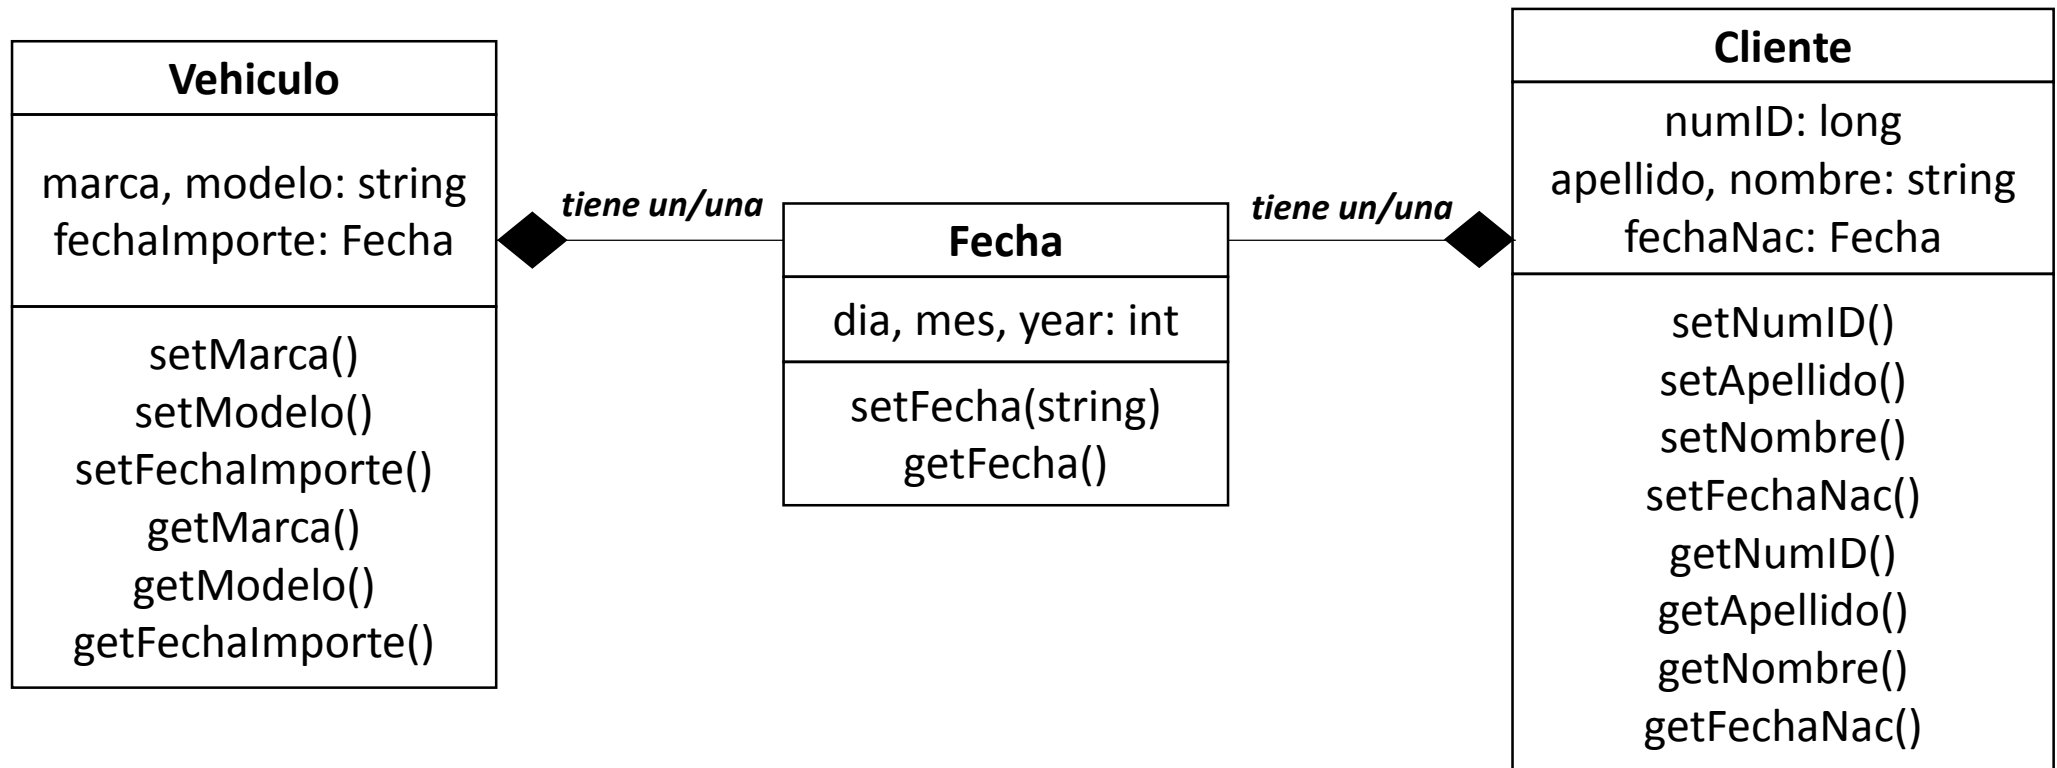 Vehiculo
marca, modelo: string
fechaImporte: Fecha
setMarca()
setModelo()
setFechaImporte()
getMarca()
getModelo()
getFechaImporte()
tiene un/una
Fecha
dia, mes, year: int
setFecha(string)
getFecha()
tiene un/una
Cliente
numID: long
apellido, nombre: string
fechaNac: Fecha
setNumID()
setApellido()
setNombre()
setFechaNac()
getNumID()
getApellido()
getNombre()
getFechaNac()